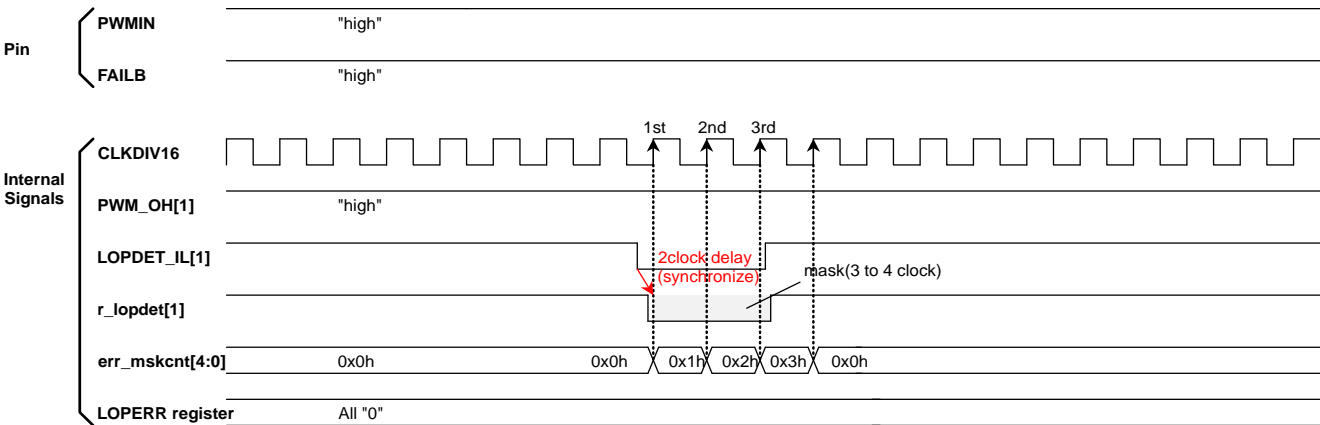 Pin
PWMIN "high"
FAILB "high"
1st 2nd 3rd
CLKDIV16
Internal
Signals
PWM_OH[1] "high"
LOPDET_IL[1]
2clock delay
(synchronize)
mask(3 to 4 clock)
r_lopdet[1]
err_mskcnt[4:0] 0x0h 0x0h 0x1h 0x2h 0x3h 0x0h
LOPERR register All "0"